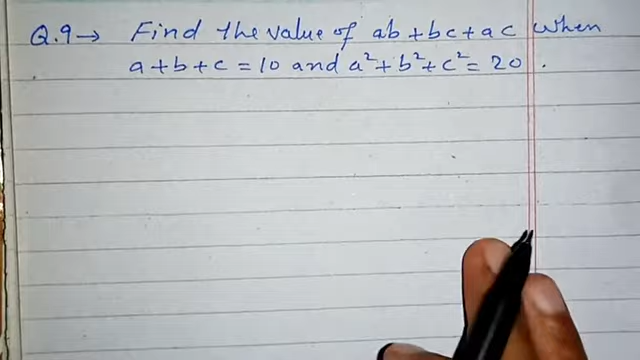 Q.9→ Find the value of ab+bc+ac when
a+b+c=10 and a²+b²+c²=20.